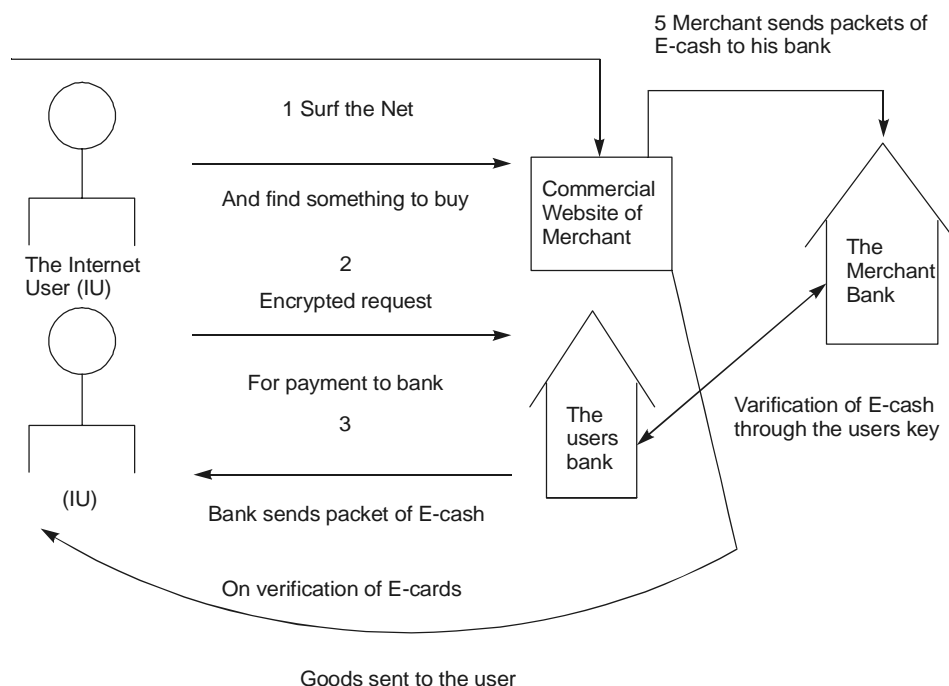 5 Merchant sends packets of
E-cash to his bank
1 Surf the Net
And find something to buy
Commercial
Website of
Merchant
The
Merchant
Bank
The Internet
User (IU)
2
Encrypted request
For payment to bank
3
The
users
bank
Varification of E-cash
through the users key
(IU)
Bank sends packet of E-cash
On verification of E-cards
Goods sent to the user